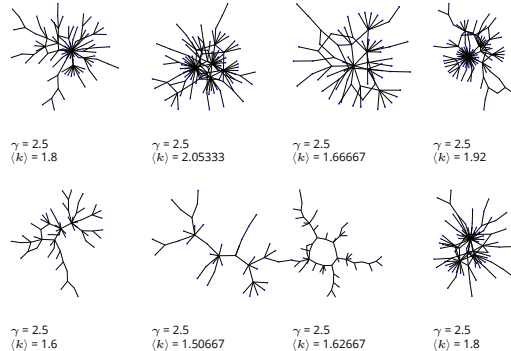 γ = 2.5
⟨k⟩ = 1.8
γ = 2.5
⟨k⟩ = 2.05333
γ = 2.5
⟨k⟩ = 1.66667
γ = 2.5
⟨k⟩ = 1.92
γ = 2.5
⟨k⟩ = 1.6
γ = 2.5
⟨k⟩ = 1.50667
γ = 2.5
⟨k⟩ = 1.62667
γ = 2.5
⟨k⟩ = 1.8